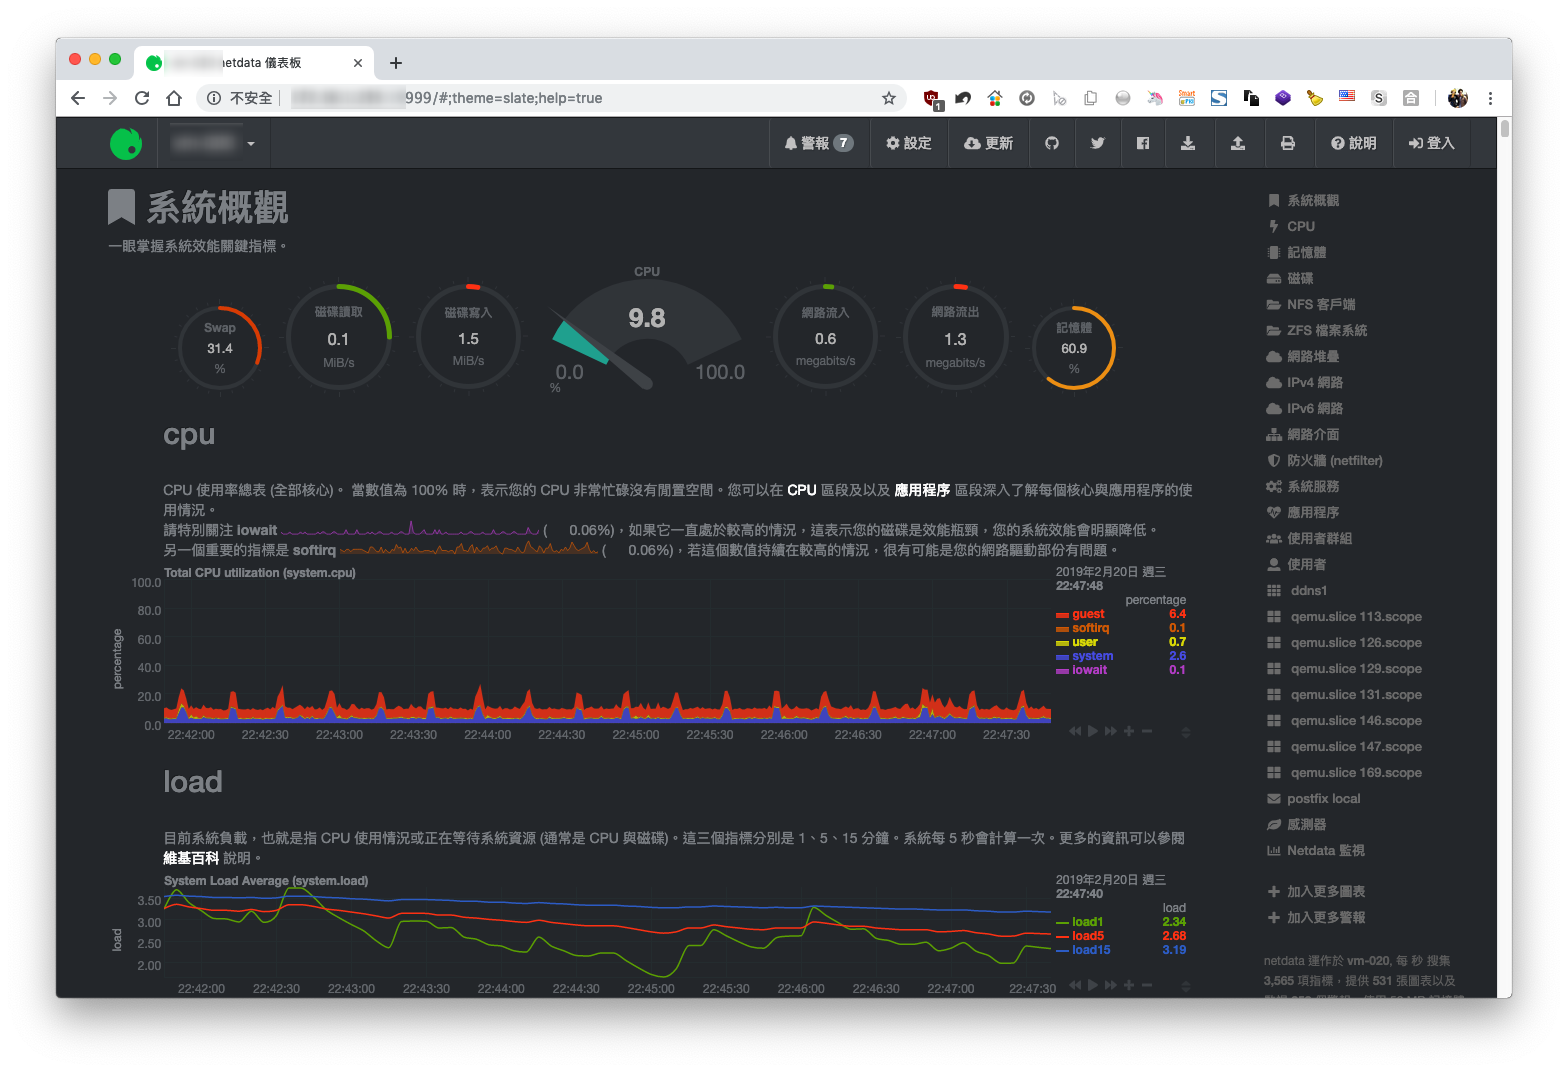 netdata 儀表板
不安全
999/#;theme=slate;help=true
警報 7
設定
更新
說明
登入
系統概觀
一眼掌握系統效能關鍵指標。
Swap
31.4
%
磁碟讀取
0.1
MiB/s
磁碟寫入
1.5
MiB/s
CPU
9.8
0.0
100.0
%
網路流入
0.6
megabits/s
網路流出
1.3
megabits/s
記憶體
60.9
%
cpu
CPU 使用率總表 (全部核心)。 當數值為 100% 時，表示您的 CPU 非常忙碌沒有閒置空間。您可以在 CPU 區段及以及 應用程序 區段深入了解每個核心與應用程序的使
用情況。
請特別關注 iowait ( 0.06%)，如果它一直處於較高的情況，這表示您的磁碟是效能瓶頸，您的系統效能會明顯降低。
另一個重要的指標是 softirq ( 0.06%)，若這個數值持續在較高的情況，很有可能是您的網路驅動部份有問題。
Total CPU utilization (system.cpu)
2019年2月20日 週三
22:47:48
percentage
guest 6.4
softirq 0.1
user 0.7
system 2.6
iowait 0.1
percentage
100.0
80.0
60.0
40.0
20.0
0.0
22:42:00 22:42:30 22:43:00 22:43:30 22:44:00 22:44:30 22:45:00 22:45:30 22:46:00 22:46:30 22:47:00 22:47:30
load
目前系統負載，也就是指 CPU 使用情況或正在等待系統資源 (通常是 CPU 與磁碟)。這三個指標分別是 1、5、15 分鐘。系統每 5 秒會計算一次。更多的資訊可以參閱
維基百科 說明。
System Load Average (system.load)
2019年2月20日 週三
22:47:40
load
load1 2.34
load5 2.68
load15 3.19
load
3.50
3.00
2.50
2.00
22:42:00 22:42:30 22:43:00 22:43:30 22:44:00 22:44:30 22:45:00 22:45:30 22:46:00 22:46:30 22:47:00 22:47:30
系統概觀
CPU
記憶體
磁碟
NFS 客戶端
ZFS 檔案系統
網路堆疊
IPv4 網路
IPv6 網路
網路介面
防火牆 (netfilter)
系統服務
應用程序
使用者群組
使用者
ddns1
qemu.slice 113.scope
qemu.slice 126.scope
qemu.slice 129.scope
qemu.slice 131.scope
qemu.slice 146.scope
qemu.slice 147.scope
qemu.slice 169.scope
postfix local
感測器
Netdata 監視
加入更多圖表
加入更多警報
netdata 運作於 vm-020, 每 秒 搜集
3,565 項指標，提供 531 張圖表以及